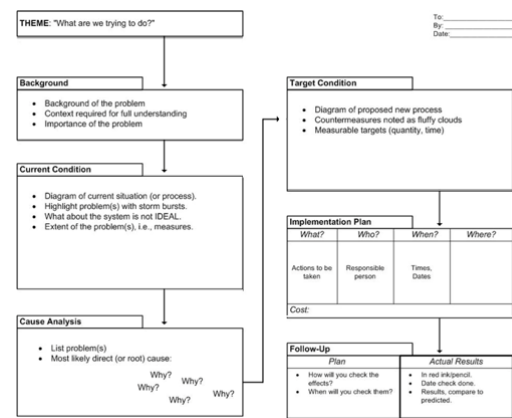 THEME: "What are we trying to do?"
To:
By:
Date:
Background
• Background of the problem
• Context required for full understanding
• Importance of the problem
Current Condition
• Diagram of current situation (or process).
• Highlight problem(s) with storm bursts.
• What about the system is not IDEAL.
• Extent of the problem(s), i.e., measures.
Cause Analysis
• List problem(s)
• Most likely direct (or root) cause:
Why?
Why?
Why?
Why?
Why?
Target Condition
• Diagram of proposed new process
• Countermeasures noted as fluffy clouds
• Measurable targets (quantity, time)
Implementation Plan
What? Who? When? Where?
Actions to be Responsible Times,
taken person Dates
Cost:
Follow-Up
Plan Actual Results
• How will you check the • In red ink/pencil.
effects? • Date check done.
• When will you check them? • Results, compare to
predicted.